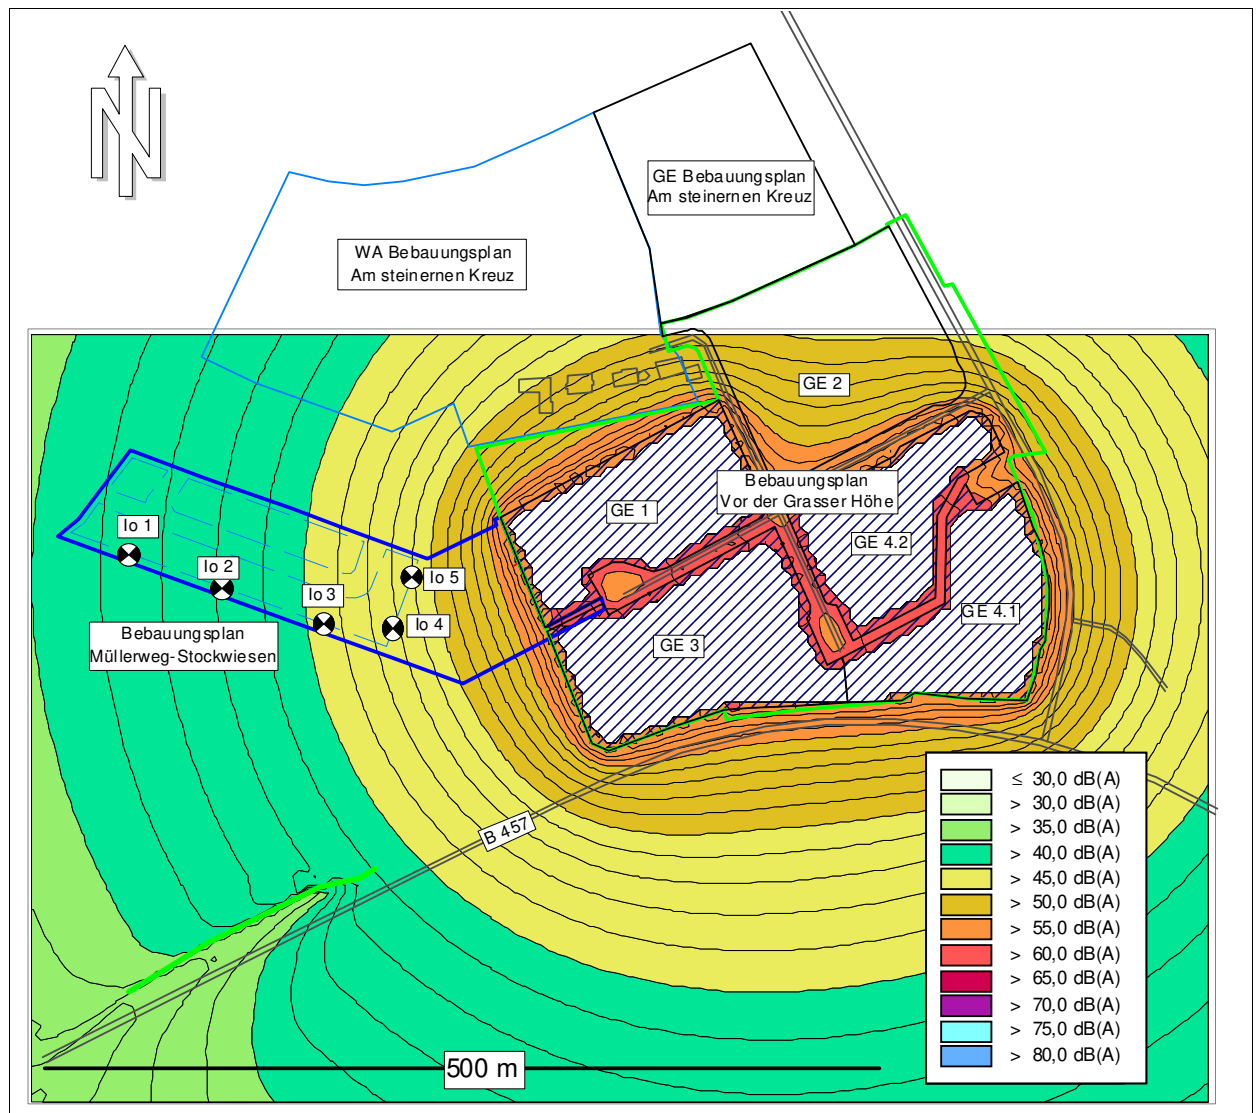 N
GE Bebauungsplan
Am steinernen Kreuz
WA Bebauungsplan
Am steinernen Kreuz
GE 2
Bebauungsplan
Vor der Grasser Höhe
GE 1
GE 4.2
Io 1
Io 2
Io 5
Io 3
Io 4
GE 4.1
Bebauungsplan
Müllerweg-Stockwiesen
GE 3
B 457
≤ 30,0 dB(A)
> 30,0 dB(A)
> 35,0 dB(A)
> 40,0 dB(A)
> 45,0 dB(A)
> 50,0 dB(A)
> 55,0 dB(A)
> 60,0 dB(A)
> 65,0 dB(A)
> 70,0 dB(A)
> 75,0 dB(A)
> 80,0 dB(A)
500 m